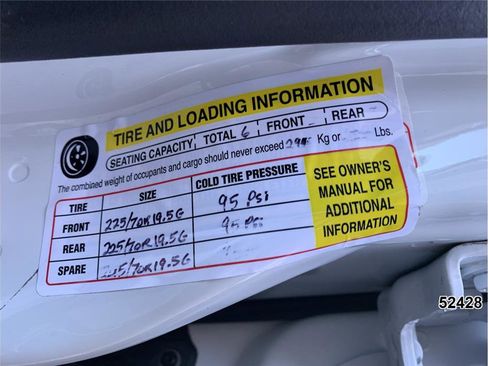 TIRE AND LOADING INFORMATION
SEATING CAPACITY TOTAL 6 FRONT - REAR -
The combined weight of occupants and cargo should never exceed Kg or Lbs.
TIRE SIZE COLD TIRE PRESSURE
FRONT 225/70R19.5G 95 PSi
REAR 225/70R19.5G 95 PSi
SPARE 225/70R19.5G
SEE OWNER'S
MANUAL FOR
ADDITIONAL
INFORMATION
52428